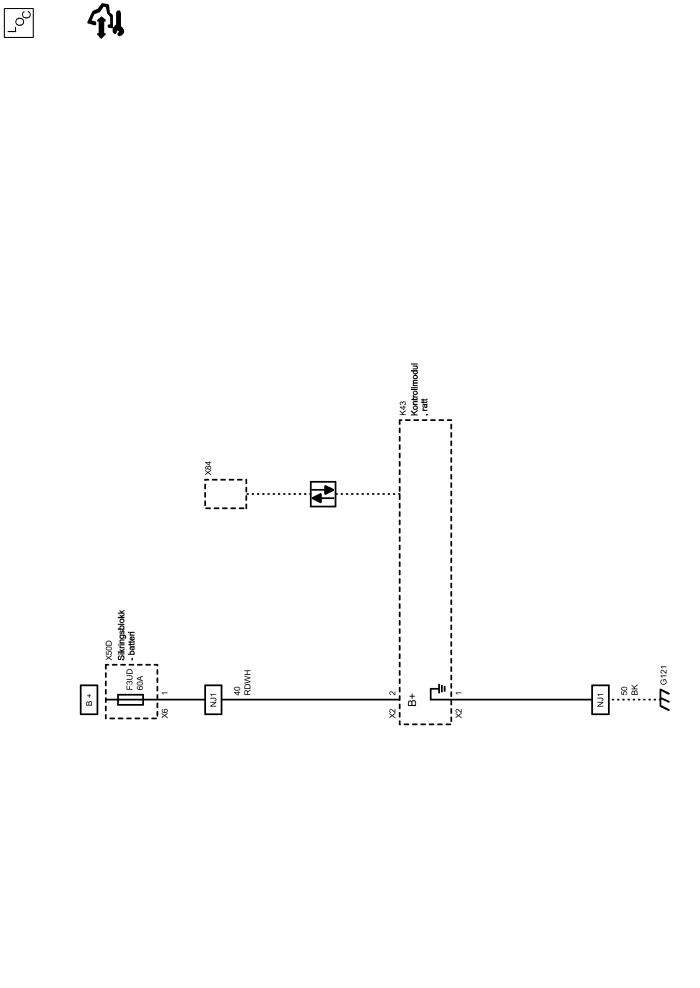 LOC
X84
K43
Kontrollmodul
- ratt
X50D
Sikringsblokk
- batteri
B +
F3UD
60A
X6
1
NJ1
40
RDWH
X2
2
B+
X2
1
NJ1
50
BK
G121